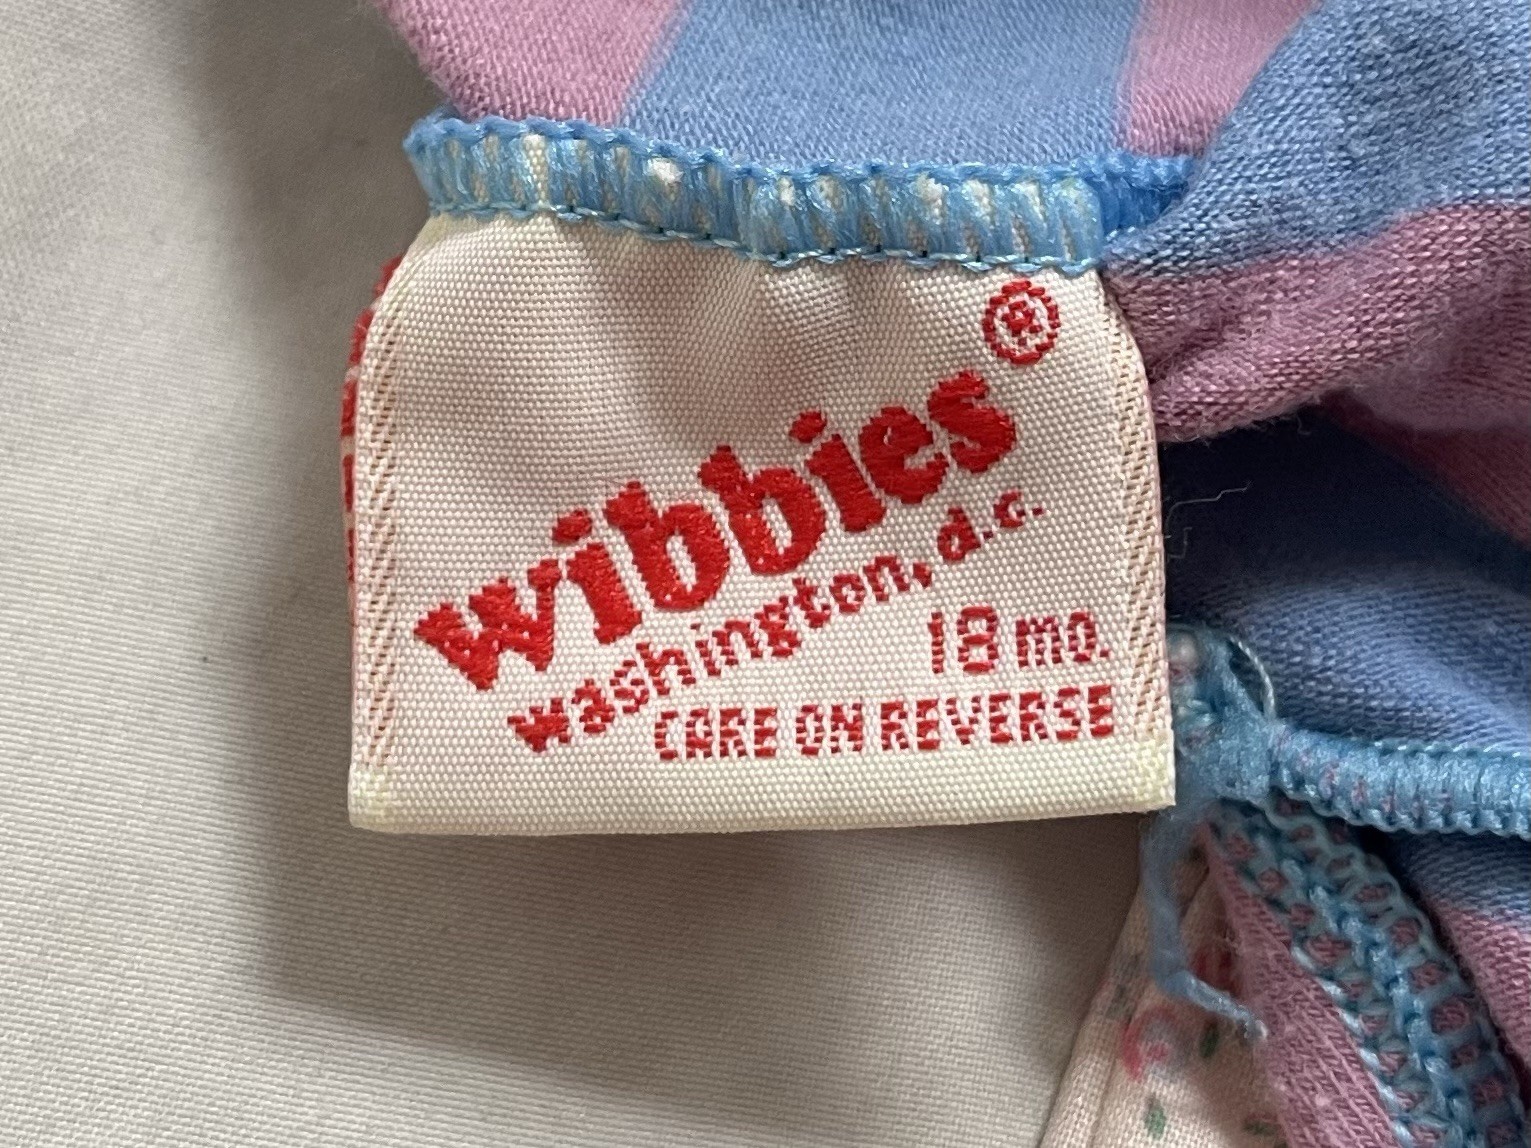 ®
wibbies
washington, d.c.
18 mo.
CARE ON REVERSE